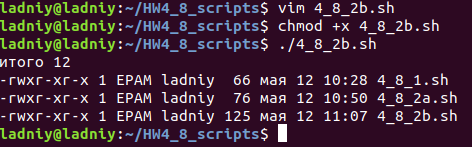 ladniy@ladniy:~/HW4_8_scripts$ vim 4_8_2b.sh
ladniy@ladniy:~/HW4_8_scripts$ chmod +x 4_8_2b.sh
ladniy@ladniy:~/HW4_8_scripts$ ./4_8_2b.sh
итого 12
-rwxr-xr-x 1 EPAM ladniy  66 мая 12 10:28 4_8_1.sh
-rwxr-xr-x 1 EPAM ladniy  76 мая 12 10:50 4_8_2a.sh
-rwxr-xr-x 1 EPAM ladniy 125 мая 12 11:07 4_8_2b.sh
ladniy@ladniy:~/HW4_8_scripts$